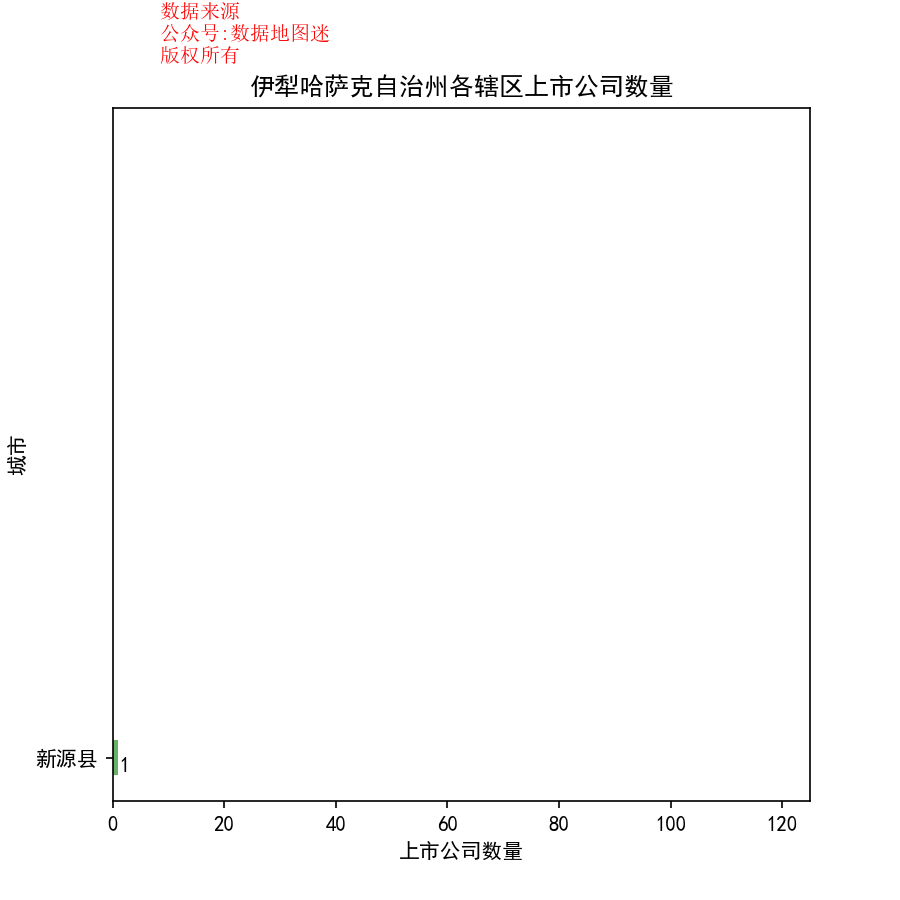 数据来源
公众号:数据地图迷
版权所有
伊犁哈萨克自治州各辖区上市公司数量
城市
新源县
1
0 20 40 60 80 100 120
上市公司数量